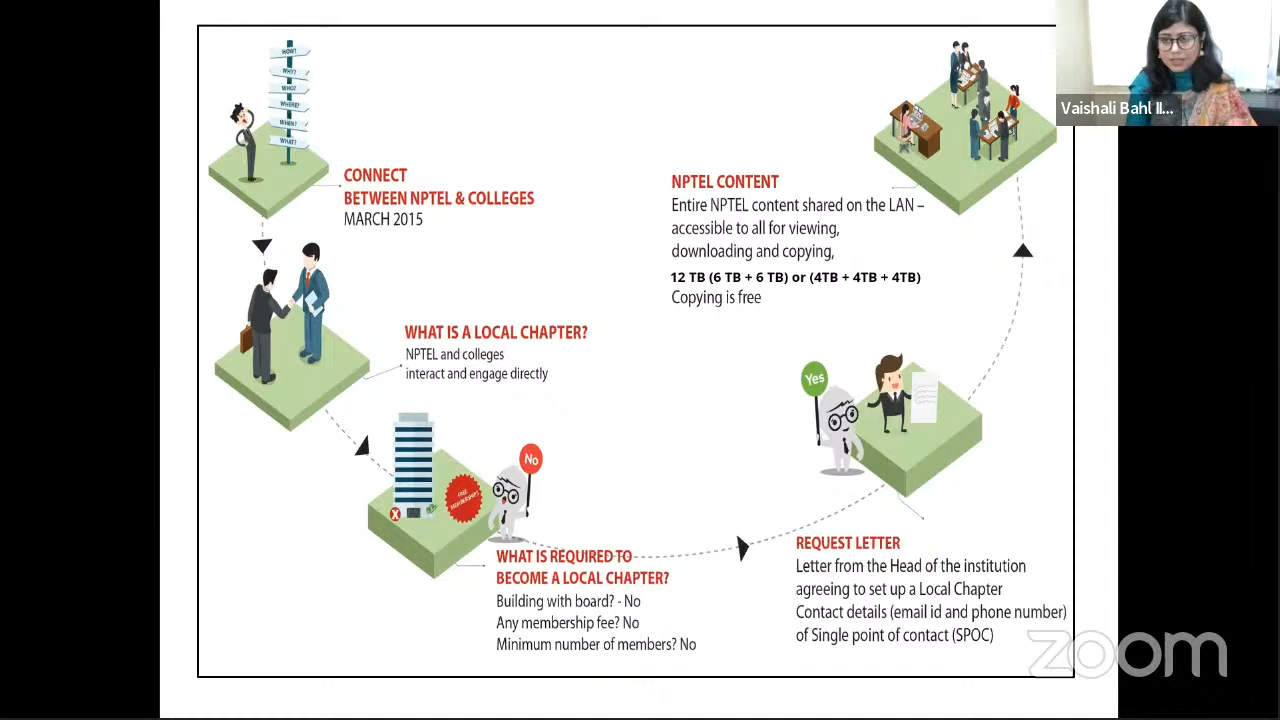 HOW?
WHY?
WHO?
WHERE?
WHEN?
WHAT?
CONNECT
BETWEEN NPTEL & COLLEGES
MARCH 2015
WHAT IS A LOCAL CHAPTER?
NPTEL and colleges
interact and engage directly
FREE
MEMBERSHIP
X
No
WHAT IS REQUIRED TO
BECOME A LOCAL CHAPTER?
Building with board? - No
Any membership fee? No
Minimum number of members? No
Yes
REQUEST LETTER
Letter from the Head of the institution
agreeing to set up a Local Chapter
Contact details (email id and phone number)
of Single point of contact (SPOC)
NPTEL CONTENT
Entire NPTEL content shared on the LAN –
accessible to all for viewing,
downloading and copying,
12 TB (6 TB + 6 TB) or (4TB + 4TB + 4TB)
Copying is free
Vaishali Bahl II...
zoom